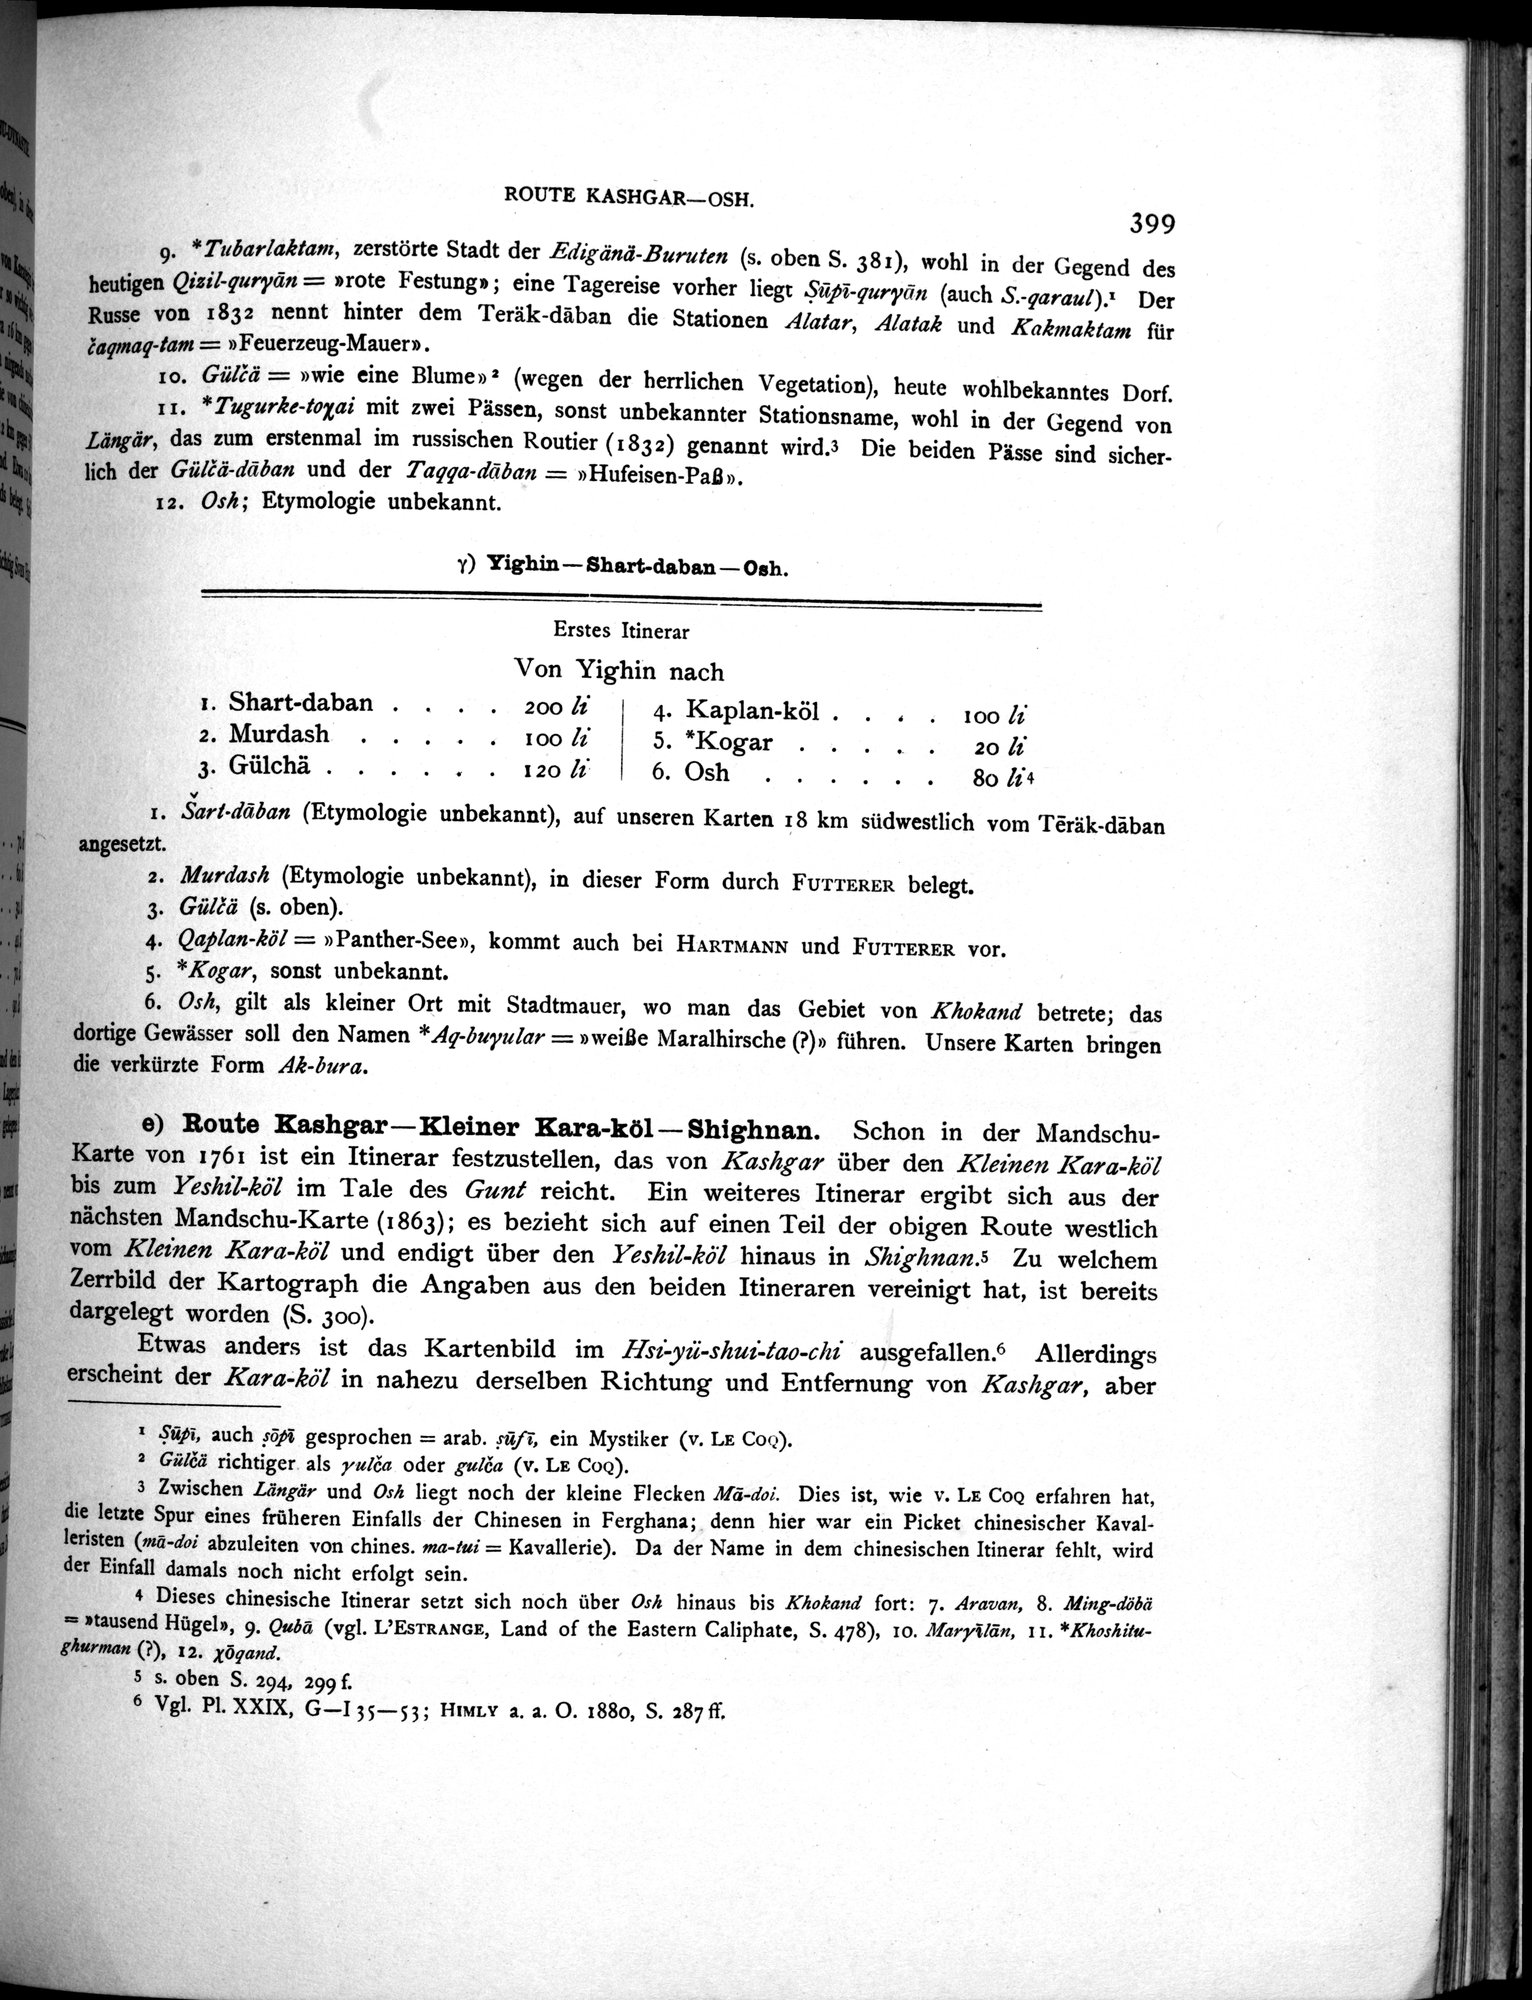 ROUTE KASHGAR—OSH.
399
9. *Tubarlaktam, zerstörte Stadt der Edigänä-Buruten (s. oben S. 381), wohl in der Gegend des
heutigen Qizil-quryān = »rote Festung»; eine Tagereise vorher liegt Ṣūpī-quryān (auch S.-qaraul).¹ Der
Russe von 1832 nennt hinter dem Teräk-dāban die Stationen Alatar, Alatak und Kakmaktam für
čaqmaq-tam = »Feuerzeug-Mauer».
10. Gülčä = »wie eine Blume»² (wegen der herrlichen Vegetation), heute wohlbekanntes Dorf.
11. *Tugurke-toχai mit zwei Pässen, sonst unbekannter Stationsname, wohl in der Gegend von
Längär, das zum erstenmal im russischen Routier (1832) genannt wird.³ Die beiden Pässe sind sicher-
lich der Gülčä-dāban und der Taqqa-dāban = »Hufeisen-Paß».
12. Osh; Etymologie unbekannt.
γ) Yighin—Shart-daban—Osh.
Erstes Itinerar
Von Yighin nach
1. Shart-daban . . . . 200 li
2. Murdash . . . . . 100 li
3. Gülchä . . . . . . 120 li
4. Kaplan-köl . . . . 100 li
5. *Kogar . . . . . 20 li
6. Osh . . . . . . 80 li⁴
1. Šart-dāban (Etymologie unbekannt), auf unseren Karten 18 km südwestlich vom Tēräk-dāban
angesetzt.
2. Murdash (Etymologie unbekannt), in dieser Form durch FUTTERER belegt.
3. Gülčä (s. oben).
4. Qaplan-köl = »Panther-See», kommt auch bei HARTMANN und FUTTERER vor.
5. *Kogar, sonst unbekannt.
6. Osh, gilt als kleiner Ort mit Stadtmauer, wo man das Gebiet von Khokand betrete; das
dortige Gewässer soll den Namen *Aq-buyular = »weiße Maralhirsche (?)» führen. Unsere Karten bringen
die verkürzte Form Ak-bura.
e) Route Kashgar—Kleiner Kara-köl—Shighnan. Schon in der Mandschu-
Karte von 1761 ist ein Itinerar festzustellen, das von Kashgar über den Kleinen Kara-köl
bis zum Yeshil-köl im Tale des Gunt reicht. Ein weiteres Itinerar ergibt sich aus der
nächsten Mandschu-Karte (1863); es bezieht sich auf einen Teil der obigen Route westlich
vom Kleinen Kara-köl und endigt über den Yeshil-köl hinaus in Shighnan.⁵ Zu welchem
Zerrbild der Kartograph die Angaben aus den beiden Itineraren vereinigt hat, ist bereits
dargelegt worden (S. 300).
Etwas anders ist das Kartenbild im Hsi-yü-shui-tao-chi ausgefallen.⁶ Allerdings
erscheint der Kara-köl in nahezu derselben Richtung und Entfernung von Kashgar, aber
¹ Ṣūpī, auch ṣōpī gesprochen = arab. ṣūfī, ein Mystiker (v. LE COQ).
² Gülčä richtiger als yulča oder gulča (v. LE COQ).
³ Zwischen Längär und Osh liegt noch der kleine Flecken Mā-doi. Dies ist, wie v. LE COQ erfahren hat,
die letzte Spur eines früheren Einfalls der Chinesen in Ferghana; denn hier war ein Picket chinesischer Kaval-
leristen (mā-doi abzuleiten von chines. ma-tui = Kavallerie). Da der Name in dem chinesischen Itinerar fehlt, wird
der Einfall damals noch nicht erfolgt sein.
⁴ Dieses chinesische Itinerar setzt sich noch über Osh hinaus bis Khokand fort: 7. Aravan, 8. Ming-döbä
= »tausend Hügel», 9. Qubā (vgl. L'ESTRANGE, Land of the Eastern Caliphate, S. 478), 10. Maryīlān, 11. *Khoshitu-
ghurman (?), 12. χōqand.
⁵ s. oben S. 294, 299 f.
⁶ Vgl. Pl. XXIX, G—I 35—53; HIMLY a. a. O. 1880, S. 287 ff.